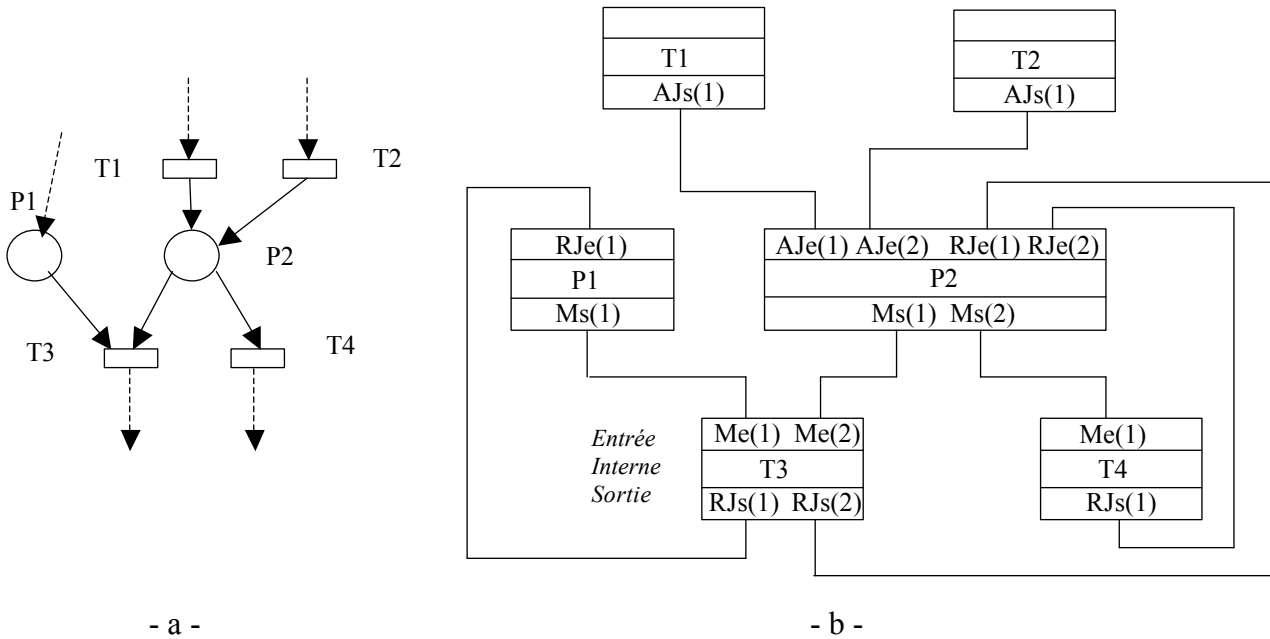 T1
T2
P1
P2
T3
T4
- a -
T1
AJs(1)
T2
AJs(1)
RJe(1)
P1
Ms(1)
AJe(1) AJe(2) RJe(1) RJe(2)
P2
Ms(1) Ms(2)
Entrée
Interne
Sortie
Me(1) Me(2)
T3
RJs(1) RJs(2)
Me(1)
T4
RJs(1)
- b -